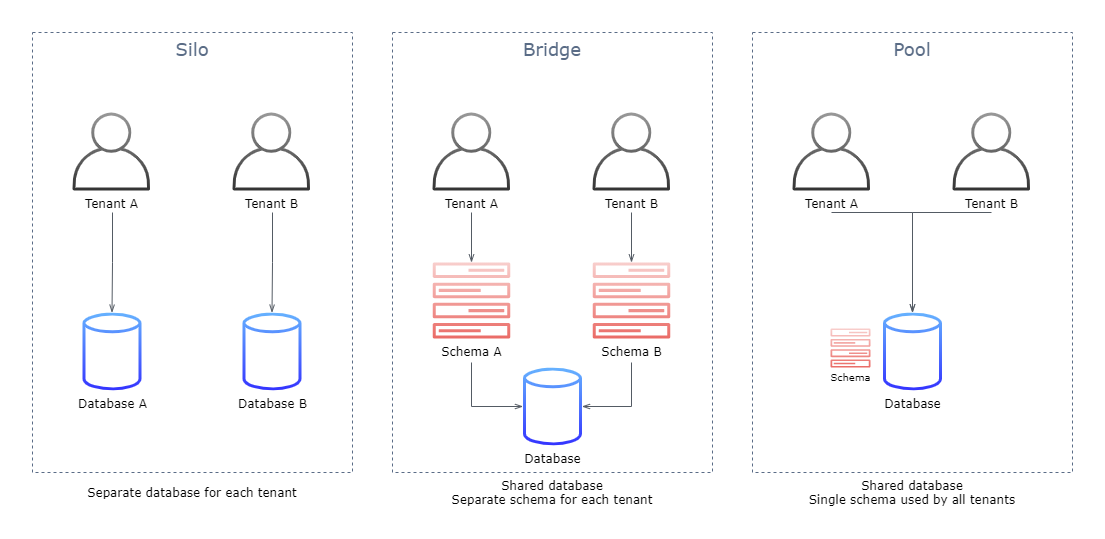 Silo
Tenant A
Tenant B
Database A
Database B
Separate database for each tenant
Bridge
Tenant A
Tenant B
Schema A
Schema B
Database
Shared database
Separate schema for each tenant
Pool
Tenant A
Tenant B
Schema
Database
Shared database
Single schema used by all tenants